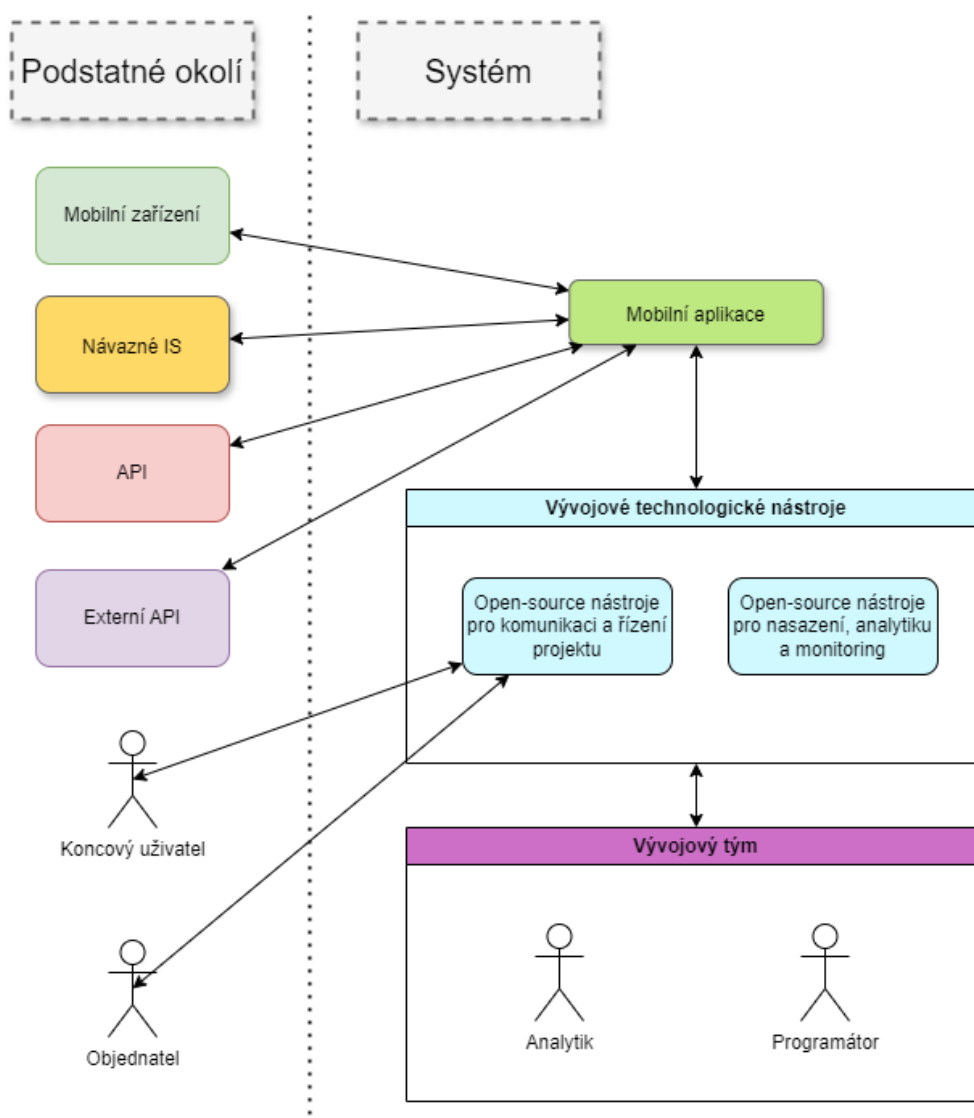 Podstatné okolí
Systém
Mobilní zařízení
Mobilní aplikace
Návazné IS
API
Externí API
Vývojové technologické nástroje
Open-source nástroje
pro komunikaci a řízení
projektu
Open-source nástroje
pro nasazení, analytiku
a monitoring
Koncový uživatel
Objednatel
Vývojový tým
Analytik
Programátor